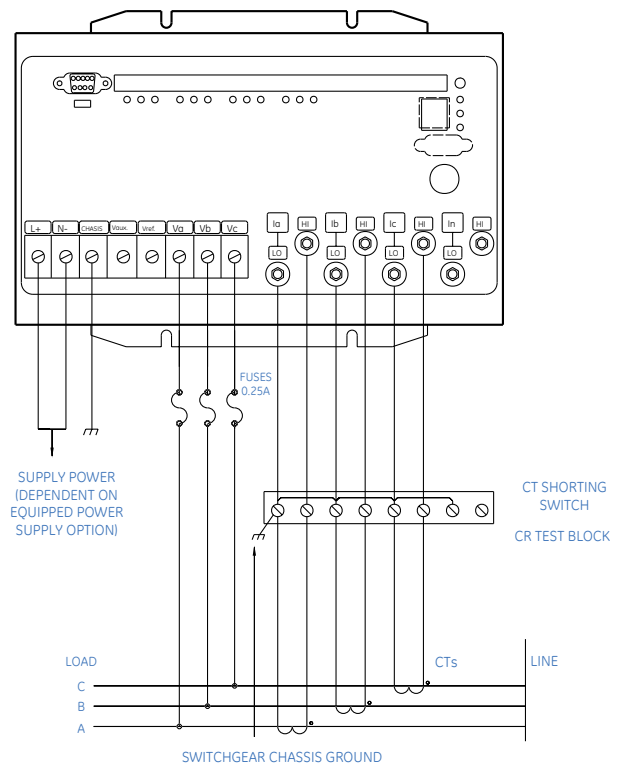 L+ N- CHASIS Vaux. Vref. Va Vb Vc
Ia HI Ib HI Ic HI In HI
LO LO LO LO
FUSES
0.25A
SUPPLY POWER
(DEPENDENT ON
EQUIPPED POWER
SUPPLY OPTION)
CT SHORTING
SWITCH
CR TEST BLOCK
LOAD
CTs
LINE
C
B
A
SWITCHGEAR CHASSIS GROUND